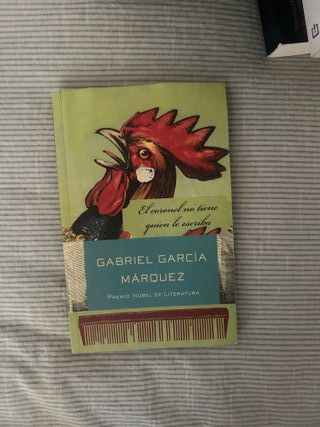 El coronel no tiene
quien le escriba
GABRIEL GARCÍA
MÁRQUEZ
PREMIO NOBEL DE LITERATURA